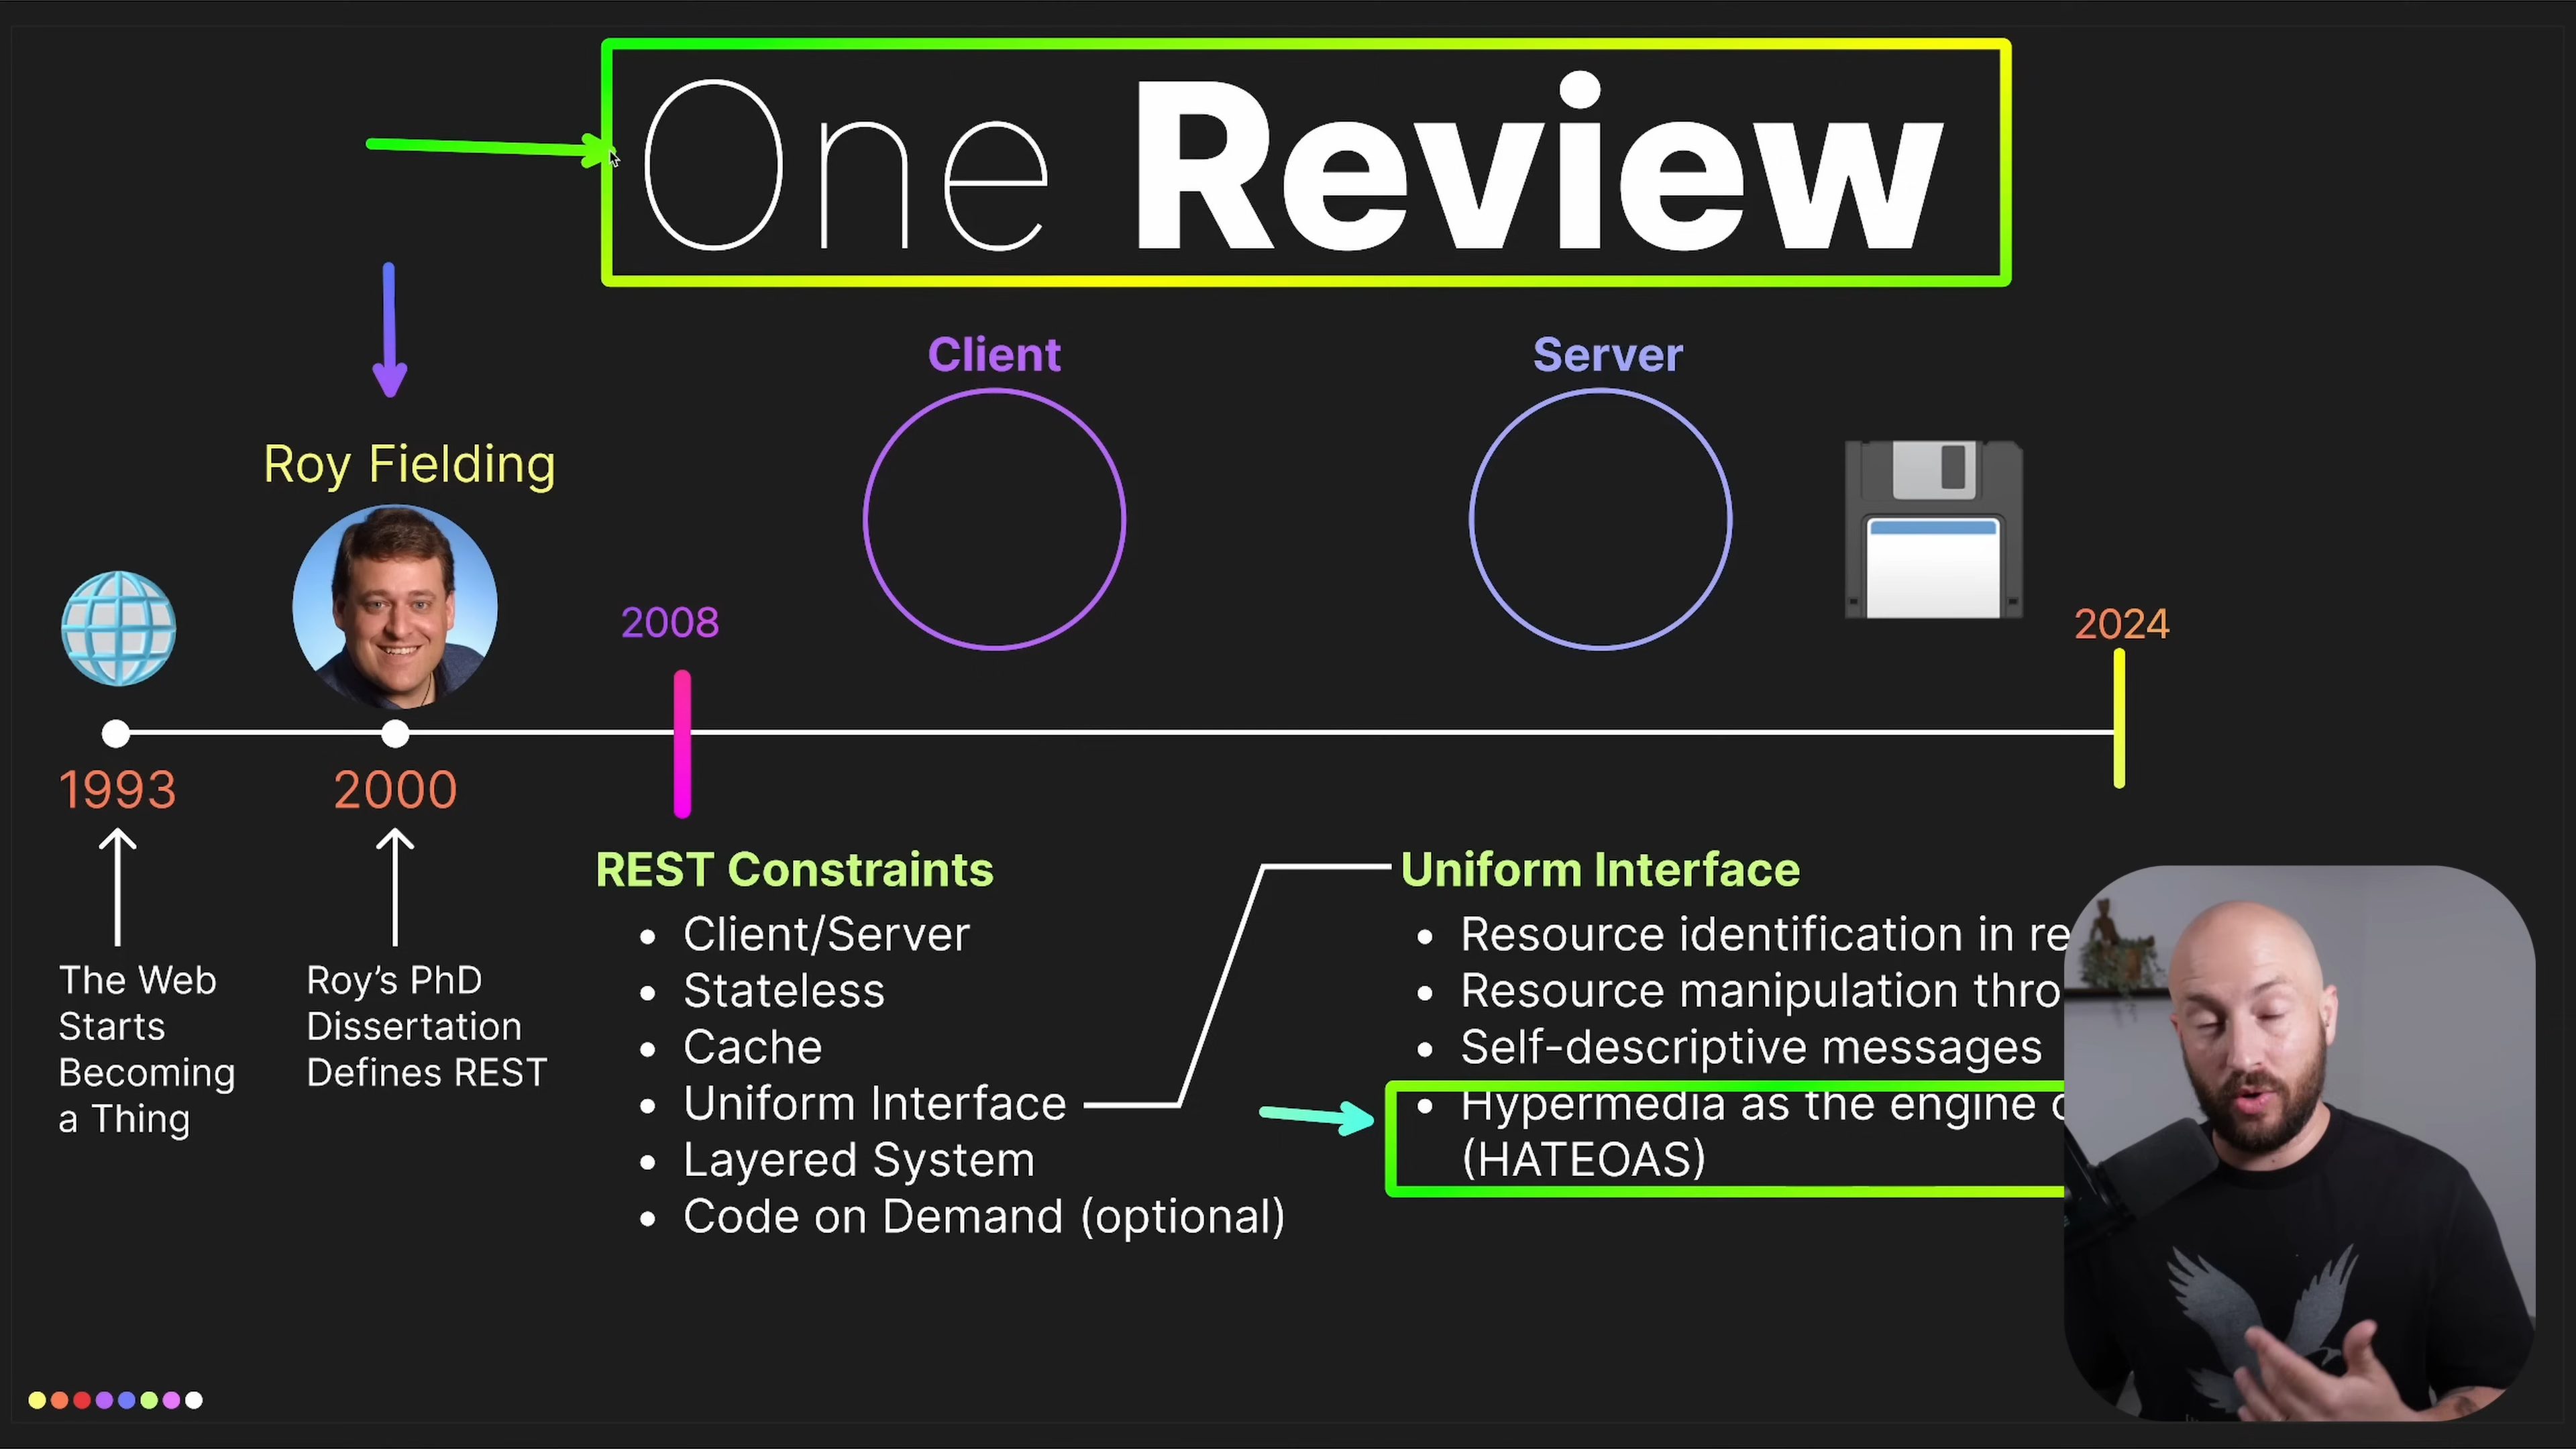 One Review
Client
Server
Roy Fielding
2008
2024
1993
2000
The Web
Starts
Becoming
a Thing
Roy’s PhD
Dissertation
Defines REST
REST Constraints
Client/Server
Stateless
Cache
Uniform Interface
Layered System
Code on Demand (optional)
Uniform Interface
Resource identification in
Resource manipulation
Self-descriptive messages
Hypermedia as the engine
(HATEOAS)